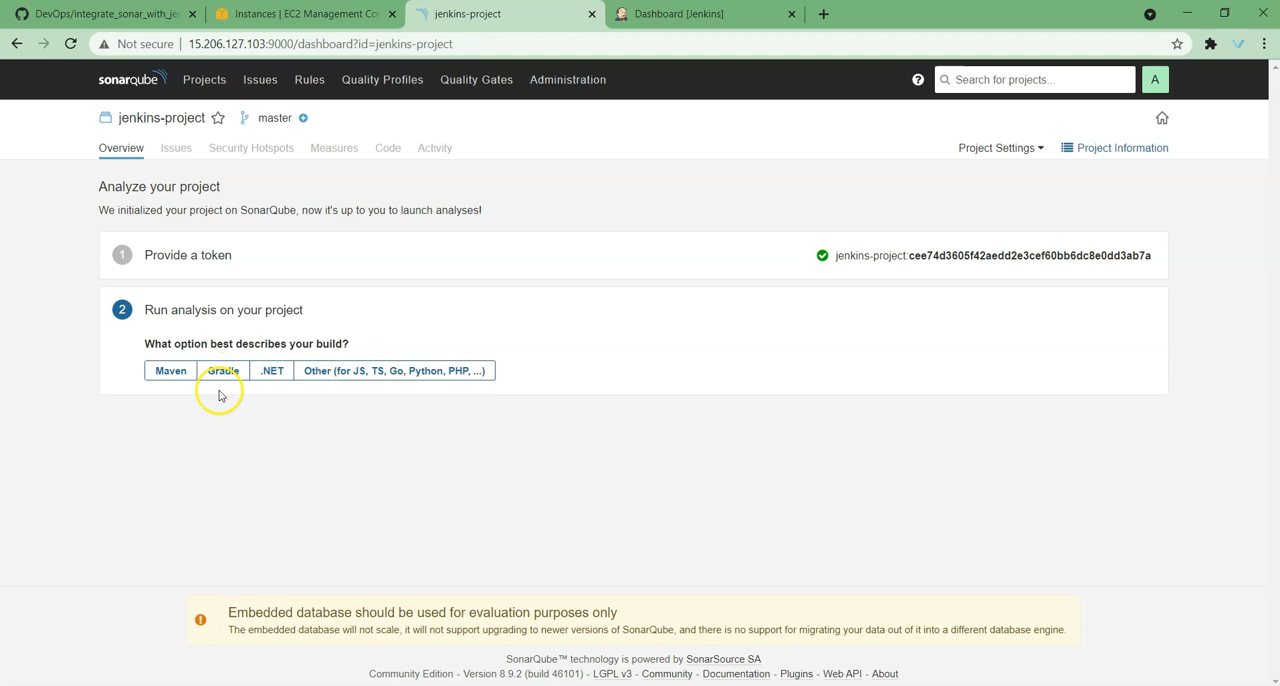 DevOps/integrate_sonar_with_je
Instances | EC2 Management Co
jenkins-project
Dashboard [Jenkins]
Not secure
15.206.127.103:9000/dashboard?id=jenkins-project
sonarqube Projects Issues Rules Quality Profiles Quality Gates Administration
? Search for projects... A
jenkins-project master
Overview Issues Security Hotspots Measures Code Activity
Project Settings Project Information
Analyze your project
We initialized your project on SonarQube, now it's up to you to launch analyses!
1 Provide a token jenkins-project:cee74d3605f42aedd2e3cef60bb6dc8e0dd3ab7a
2 Run analysis on your project
What option best describes your build?
Maven Gradle .NET Other (for JS, TS, Go, Python, PHP, ...)
Embedded database should be used for evaluation purposes only
The embedded database will not scale, it will not support upgrading to newer versions of SonarQube, and there is no support for migrating your data out of it into a different database engine.
SonarQube™ technology is powered by SonarSource SA
Community Edition - Version 8.9.2 (build 46101) - LGPL v3 - Community - Documentation - Plugins - Web API - About